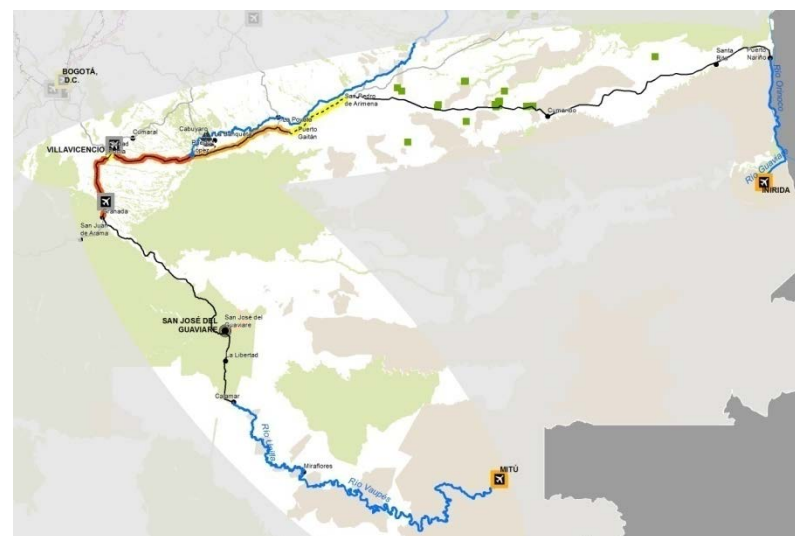 BOGOTÁ,
D.C.
Santa
Rita
Puerto
Nariño
San Pedro
de Arimena
Cumaral
Cabuyaro
Puerto
Gaitán
Cumaribo
VILLAVICENCIO
Puerto
López
Río Orinoco
Río Guaviare
INIRIDA
Granada
San Juan
de Arama
SAN JOSÉ DEL
GUAVIARE
San José del
Guaviare
La Libertad
Calamar
Río Unilla
Miraflores
Río Vaupés
MITÚ